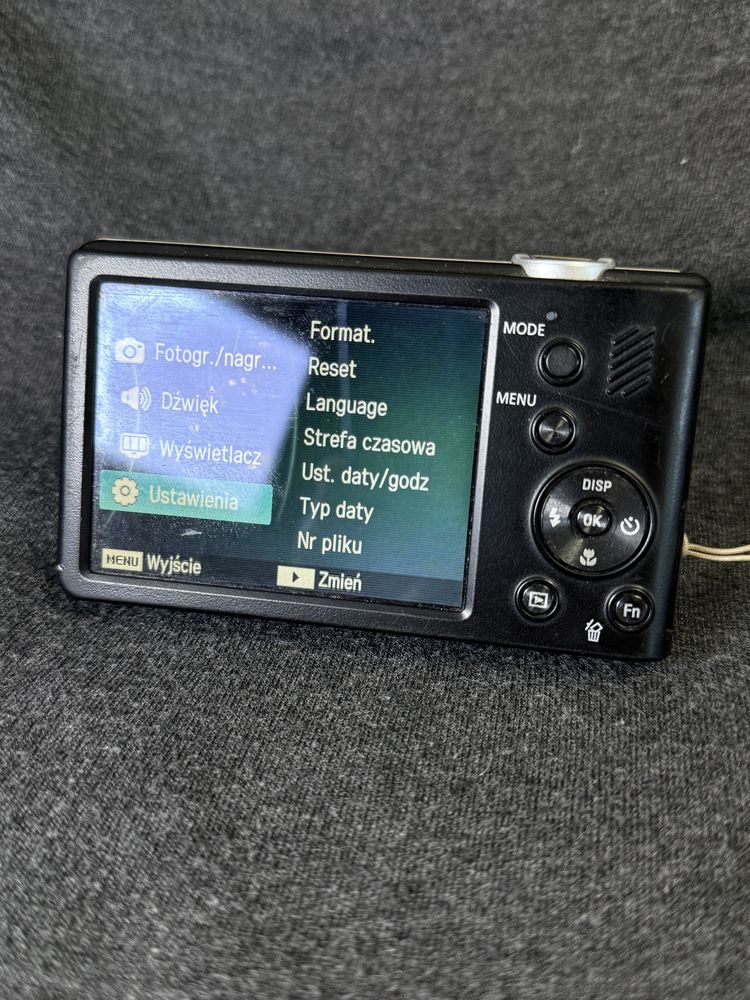 Fotogr./nagr...
Dźwięk
Wyświetlacz
Ustawienia
Format.
Reset
Language
Strefa czasowa
Ust. daty/godz
Typ daty
Nr pliku
MENU Wyjście
Zmień
MODE
MENU
DISP
OK
Fn